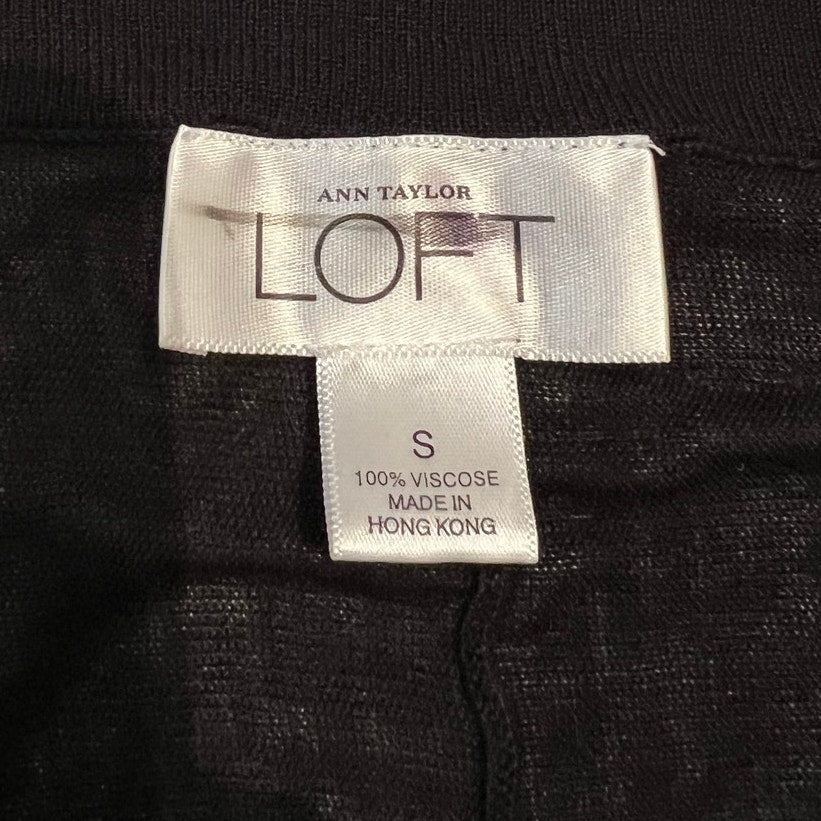 ANN TAYLOR
LOFT
S
100% VISCOSE
MADE IN
HONG KONG